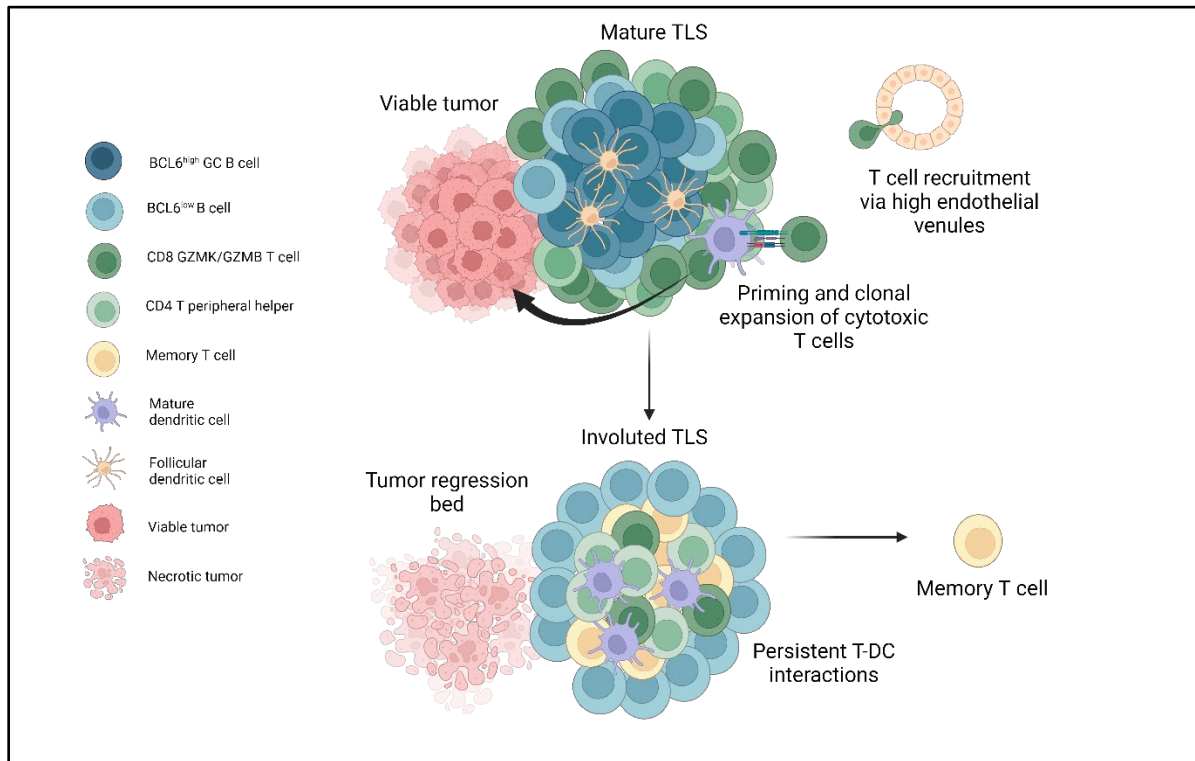 Mature TLS
Viable tumor
T cell recruitment
via high endothelial
venules
Priming and clonal
expansion of cytotoxic
T cells
BCL6high GC B cell
BCL6low B cell
CD8 GZMK/GZMB T cell
CD4 T peripheral helper
Memory T cell
Mature
dendritic cell
Follicular
dendritic cell
Viable tumor
Necrotic tumor
Involuted TLS
Tumor regression
bed
Memory T cell
Persistent T-DC
interactions